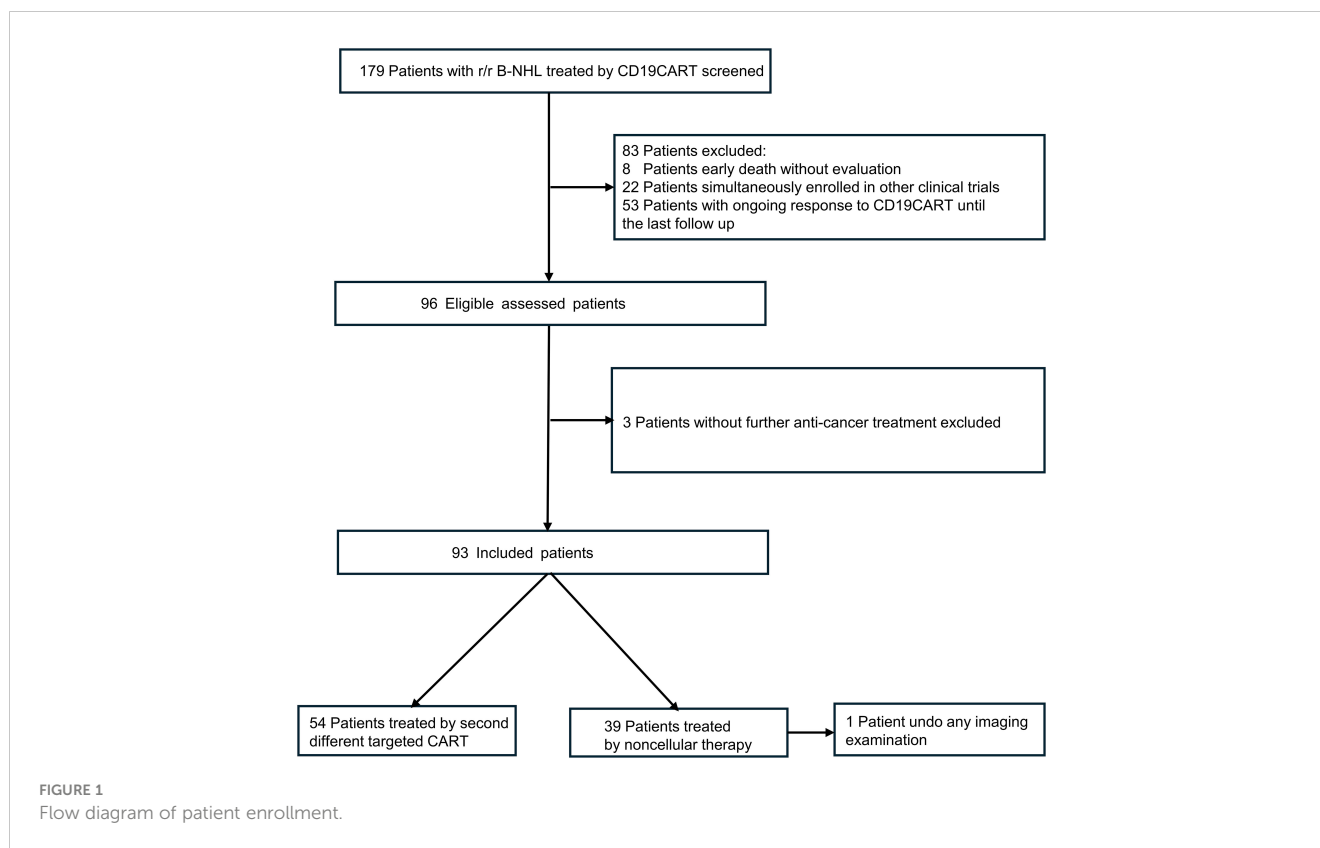 179 Patients with r/r B-NHL treated by CD19CART screened
83 Patients excluded:
8 Patients early death without evaluation
22 Patients simultaneously enrolled in other clinical trials
53 Patients with ongoing response to CD19CART until
the last follow up
96 Eligible assessed patients
3 Patients without further anti-cancer treatment excluded
93 Included patients
54 Patients treated by second
different targeted CART
39 Patients treated
by noncellular therapy
1 Patient undo any imaging
examination
FIGURE 1
Flow diagram of patient enrollment.